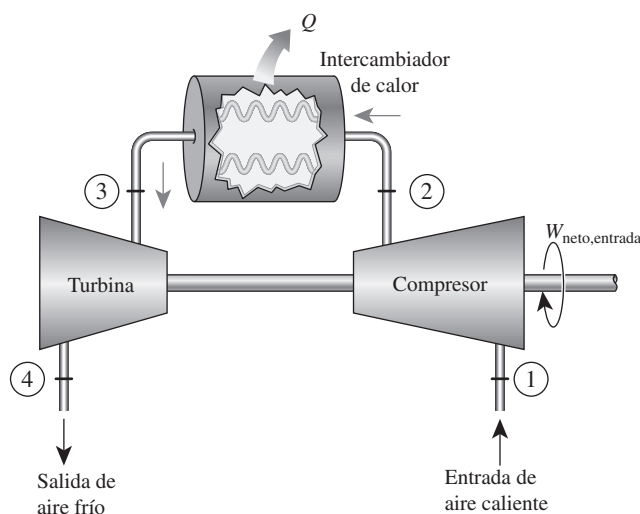 Q
Intercambiador
de calor
3
2
W neto,entrada
Turbina
Compresor
4
1
Salida de
aire frío
Entrada de
aire caliente